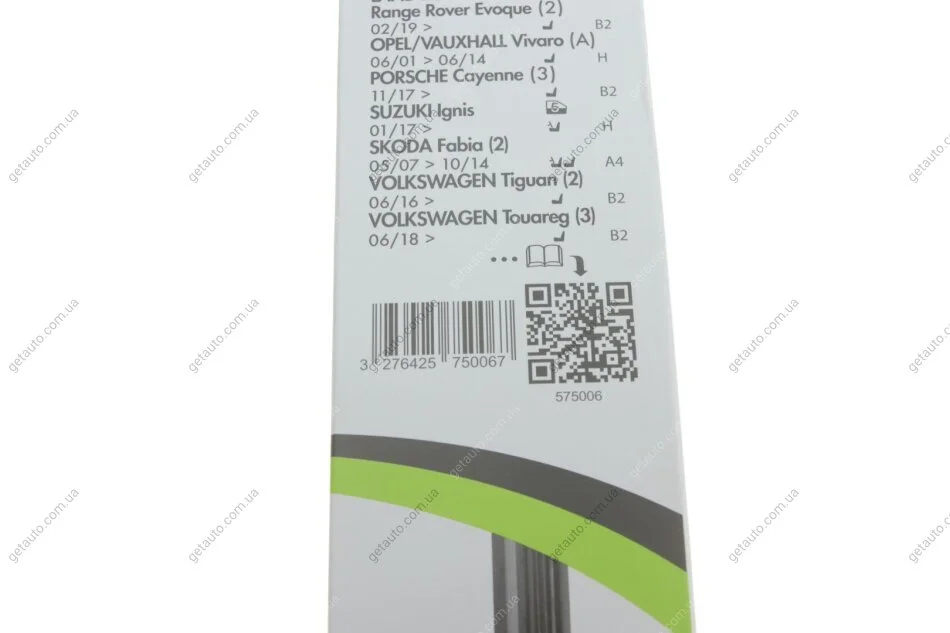 Range Rover Evoque (2)
02/19 > B2
OPEL/VAUXHALL Vivaro (A)
06/01 > 06/14 H
PORSCHE Cayenne (3)
11/17 > B2
SUZUKI Ignis
01/17 > H
SKODA Fabia (2)
05/07 > 10/14 A4
VOLKSWAGEN Tiguan (2)
06/16 > B2
VOLKSWAGEN Touareg (3)
06/18 > B2
...
3 276425 750067
575006
getauto.com.ua